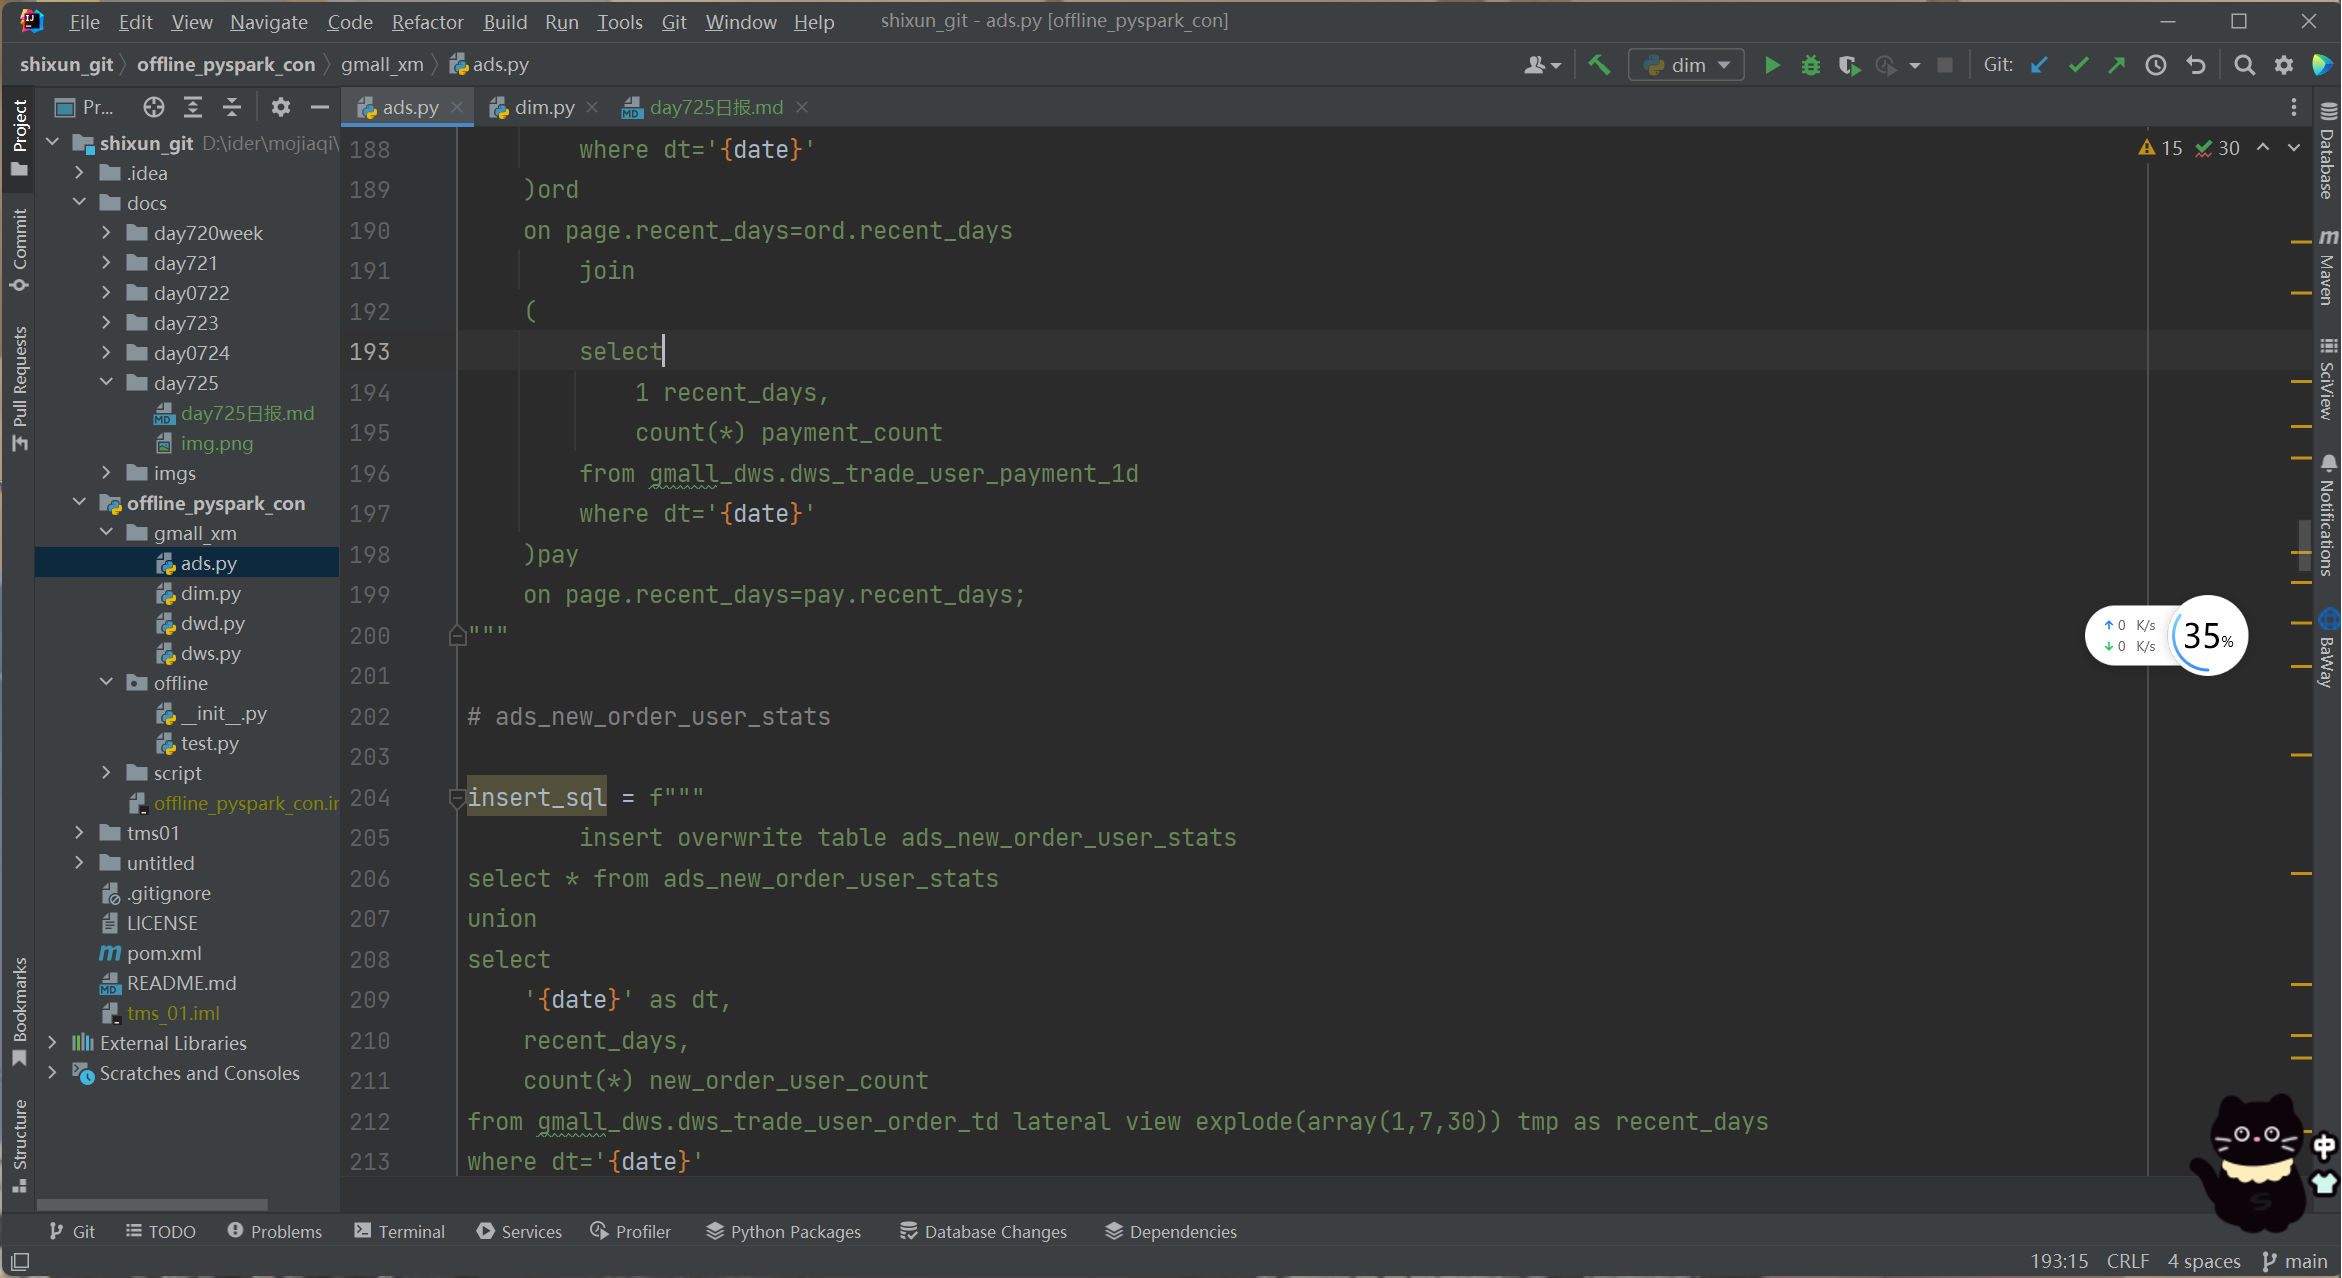 File Edit View Navigate Code Refactor Build Run Tools Git Window Help shixun_git - ads.py [offline_pyspark_con]
shixun_git offline_pyspark_con gmall_xm ads.py dim Git:
Project
Commit
Pull Requests
Bookmarks
Structure
Pr...
shixun_git D:\ider\mojiaqi\
.idea
docs
day720week
day721
day0722
day723
day0724
day725
day725日报.md
img.png
imgs
offline_pyspark_con
gmall_xm
ads.py
dim.py
dwd.py
dws.py
offline
__init__.py
test.py
script
offline_pyspark_con.ir
tms01
untitled
.gitignore
LICENSE
pom.xml
README.md
tms_01.iml
External Libraries
Scratches and Consoles
ads.py dim.py day725日报.md
15 30
188 where dt='{date}'
189 )ord
190 on page.recent_days=ord.recent_days
191 join
192 (
193 select
194 1 recent_days,
195 count(*) payment_count
196 from gmall_dws.dws_trade_user_payment_1d
197 where dt='{date}'
198 )pay
199 on page.recent_days=pay.recent_days;
200 """
201
202 # ads_new_order_user_stats
203
204 insert_sql = f"""
205 insert overwrite table ads_new_order_user_stats
206 select * from ads_new_order_user_stats
207 union
208 select
209 '{date}' as dt,
210 recent_days,
211 count(*) new_order_user_count
212 from gmall_dws.dws_trade_user_order_td lateral view explode(array(1,7,30)) tmp as recent_days
213 where dt='{date}'
↑ 0 K/s
↓ 0 K/s
35%
Database
Maven
SciView
Notifications
BaWay
中
Git TODO Problems Terminal Services Profiler Python Packages Database Changes Dependencies
193:15 CRLF 4 spaces main